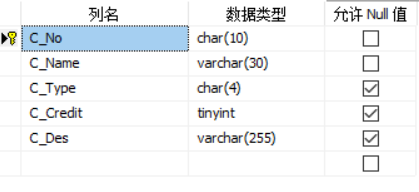 列名 数据类型 允许 Null 值
C_No char(10)
C_Name varchar(30)
C_Type char(4)
C_Credit tinyint
C_Des varchar(255)